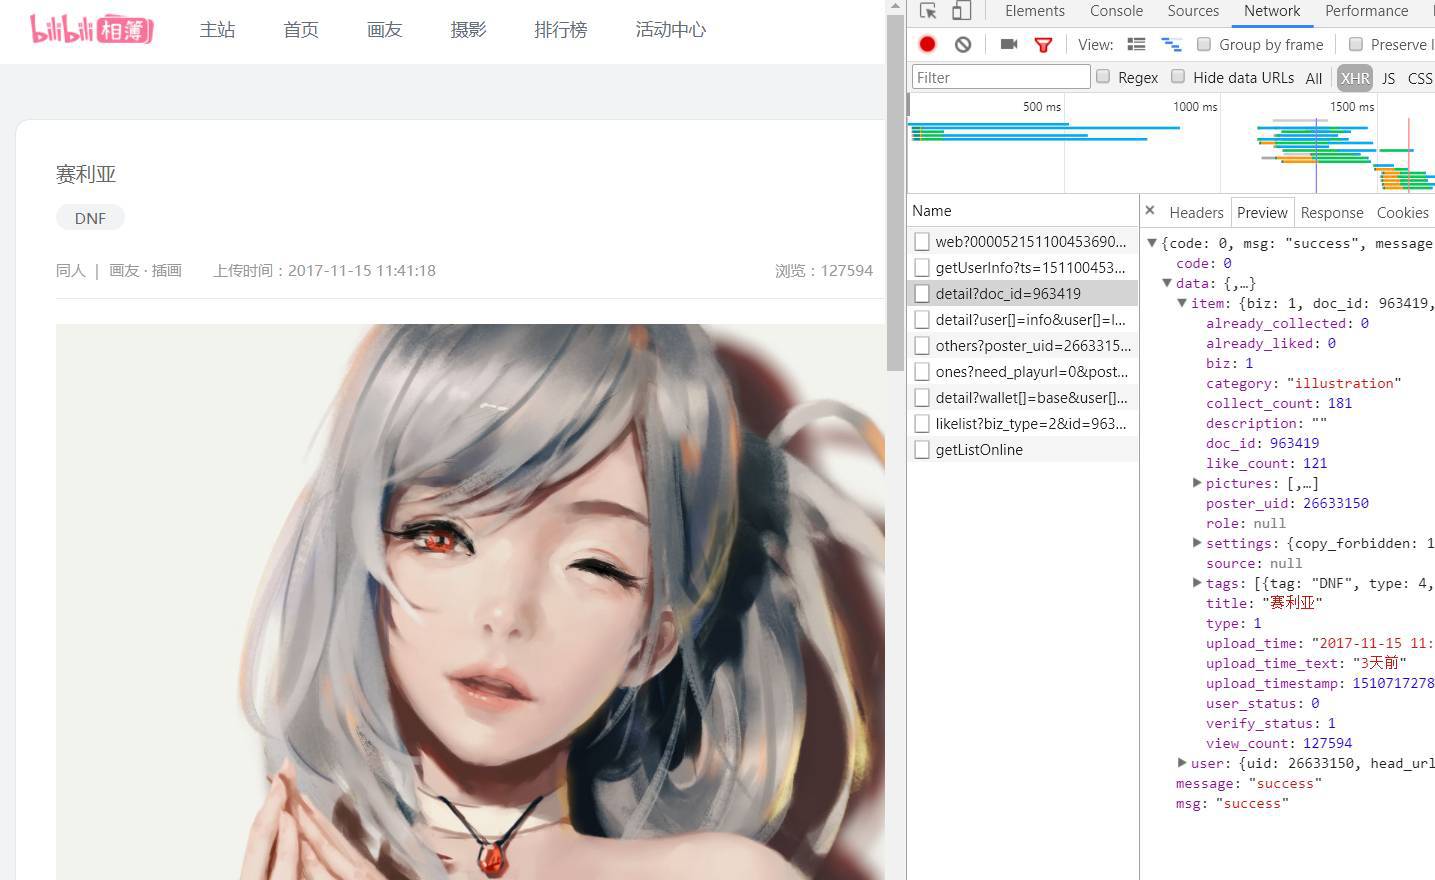 bilibili 相簿 主站 首页 画友 摄影 排行榜 活动中心
赛利亚
DNF
同人 | 画友 · 插画 上传时间：2017-11-15 11:41:18 浏览：127594
Elements Console Sources Network Performance
View: Group by frame Preserve l
Filter Regex Hide data URLs All XHR JS CSS
500 ms 1000 ms 1500 ms
Name
web?000052151100453690...
getUserInfo?ts=151100453...
detail?doc_id=963419
detail?user[]=info&user[]=l...
others?poster_uid=2663315...
ones?need_playurl=0&post...
detail?wallet[]=base&user[]...
likelist?biz_type=2&id=963...
getListOnline
× Headers Preview Response Cookies
▼{code: 0, msg: "success", message
code: 0
▼data: {,…}
▼item: {biz: 1, doc_id: 963419,
already_collected: 0
already_liked: 0
biz: 1
category: "illustration"
collect_count: 181
description: ""
doc_id: 963419
like_count: 121
▶pictures: [,…]
poster_uid: 26633150
role: null
▶settings: {copy_forbidden: 1
source: null
▶tags: [{tag: "DNF", type: 4,
title: "赛利亚"
type: 1
upload_time: "2017-11-15 11:
upload_time_text: "3天前"
upload_timestamp: 1510717278
user_status: 0
verify_status: 1
view_count: 127594
▶user: {uid: 26633150, head_url
message: "success"
msg: "success"